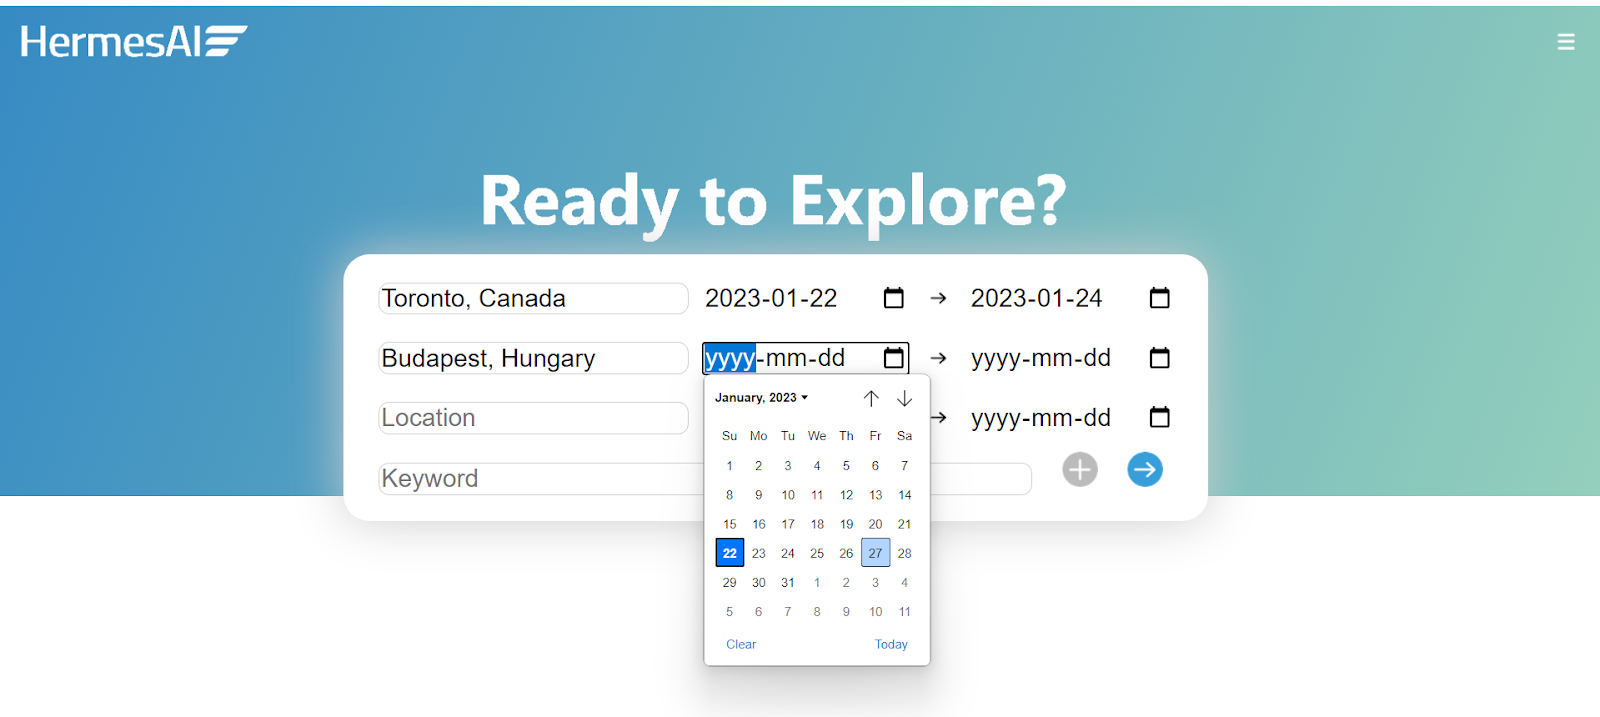 HermesAI
Ready to Explore?
Toronto, Canada 2023-01-22 → 2023-01-24
Budapest, Hungary yyyy-mm-dd → yyyy-mm-dd
Location → yyyy-mm-dd
Keyword
January, 2023
Su Mo Tu We Th Fr Sa
1 2 3 4 5 6 7
8 9 10 11 12 13 14
15 16 17 18 19 20 21
22 23 24 25 26 27 28
29 30 31 1 2 3 4
5 6 7 8 9 10 11
Clear Today